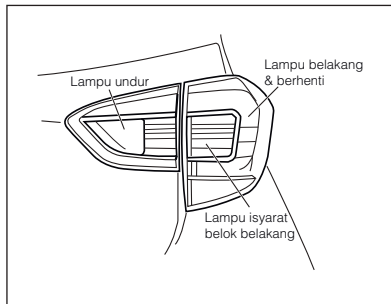 Lampu belakang
& berhenti
Lampu undur
Lampu isyarat
belok belakang